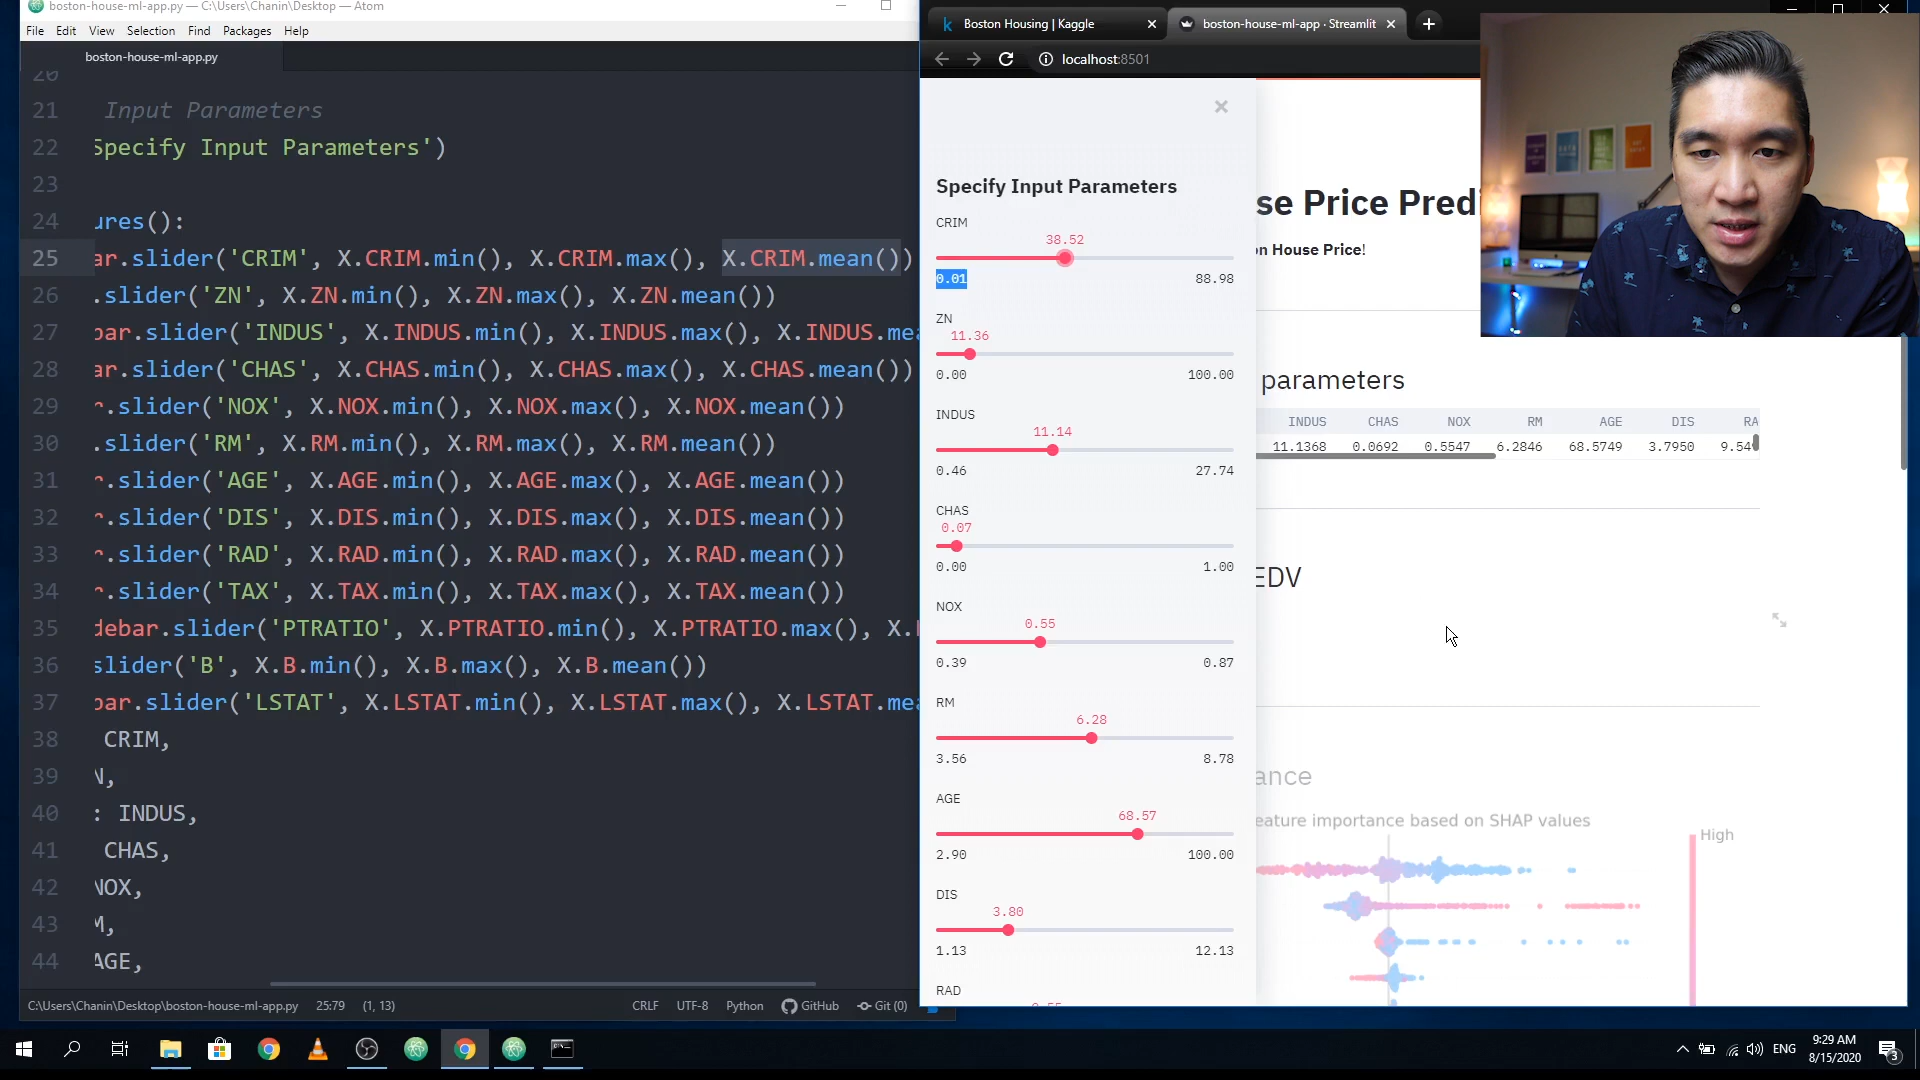 boston-house-ml-app.py — C:\Users\Chanin\Desktop — Atom
File Edit View Selection Find Packages Help
boston-house-ml-app.py
20
21 Input Parameters
22 Specify Input Parameters')
23
24 ures():
25 ar.slider('CRIM', X.CRIM.min(), X.CRIM.max(), X.CRIM.mean())
26 .slider('ZN', X.ZN.min(), X.ZN.max(), X.ZN.mean())
27 bar.slider('INDUS', X.INDUS.min(), X.INDUS.max(), X.INDUS.mea
28 ar.slider('CHAS', X.CHAS.min(), X.CHAS.max(), X.CHAS.mean())
29 r.slider('NOX', X.NOX.min(), X.NOX.max(), X.NOX.mean())
30 .slider('RM', X.RM.min(), X.RM.max(), X.RM.mean())
31 r.slider('AGE', X.AGE.min(), X.AGE.max(), X.AGE.mean())
32 r.slider('DIS', X.DIS.min(), X.DIS.max(), X.DIS.mean())
33 r.slider('RAD', X.RAD.min(), X.RAD.max(), X.RAD.mean())
34 r.slider('TAX', X.TAX.min(), X.TAX.max(), X.TAX.mean())
35 debar.slider('PTRATIO', X.PTRATIO.min(), X.PTRATIO.max(), X.
36 slider('B', X.B.min(), X.B.max(), X.B.mean())
37 bar.slider('LSTAT', X.LSTAT.min(), X.LSTAT.max(), X.LSTAT.mea
38 CRIM,
39 N,
40 : INDUS,
41 CHAS,
42 NOX,
43 M,
44 AGE,
C:\Users\Chanin\Desktop\boston-house-ml-app.py 25:79 (1, 13) CRLF UTF-8 Python GitHub Git (0)
Boston Housing | Kaggle
boston-house-ml-app · Streamlit
localhost:8501
Specify Input Parameters
CRIM
38.52
0.01 88.98
ZN
11.36
0.00 100.00
INDUS
11.14
0.46 27.74
CHAS
0.07
0.00 1.00
NOX
0.55
0.39 0.87
RM
6.28
3.56 8.78
AGE
68.57
2.90 100.00
DIS
3.80
1.13 12.13
RAD
9.55
se Price Predi
on House Price!
parameters
INDUS CHAS NOX RM AGE DIS RA
11.1368 0.0692 0.5547 6.2846 68.5749 3.7950 9.549
EDV
ance
eature importance based on SHAP values
High
ENG
9:29 AM
8/15/2020
3